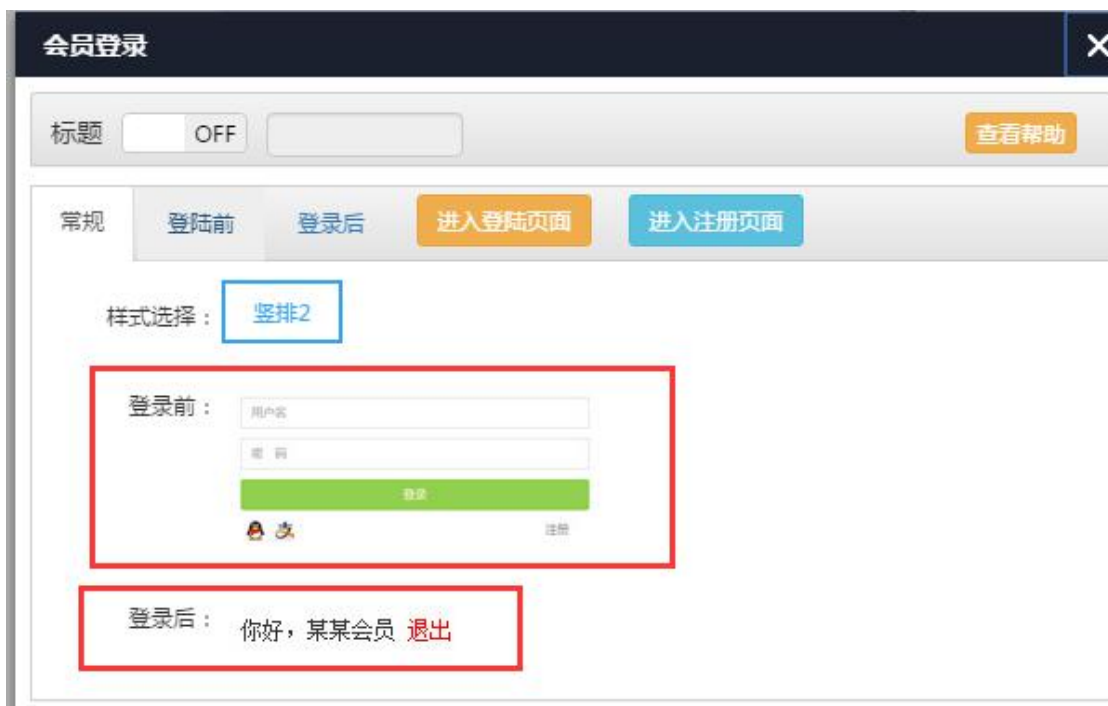 会员登录
标题 OFF 查看帮助
常规 登陆前 登录后 进入登陆页面 进入注册页面
样式选择： 竖排2
登录前：
用户名
密 码
登录
注册
登录后： 你好，某某会员 退出